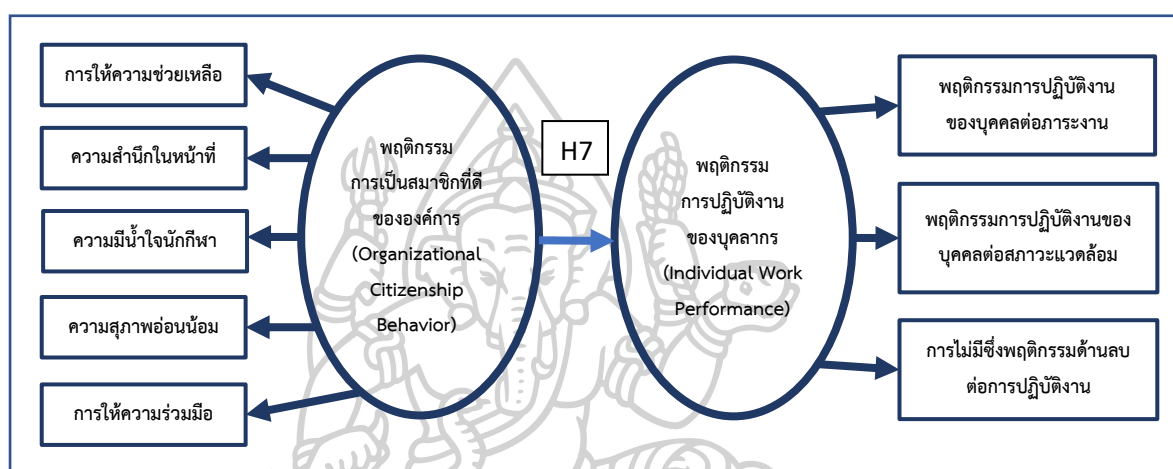 การให้ความช่วยเหลือ
ความสำนึกในหน้าที่
ความมีน้ำใจนักกีฬา
ความสุภาพอ่อนน้อม
การให้ความร่วมมือ
พฤติกรรม
การเป็นสมาชิกที่ดี
ขององค์การ
(Organizational
Citizenship
Behavior)
H7
พฤติกรรม
การปฏิบัติงาน
ของบุคลากร
(Individual Work
Performance)
พฤติกรรมการปฏิบัติงาน
ของบุคคลต่อภาระงาน
พฤติกรรมการปฏิบัติงานของ
บุคคลต่อสภาวะแวดล้อม
การไม่มีซึ่งพฤติกรรมด้านลบ
ต่อการปฏิบัติงาน